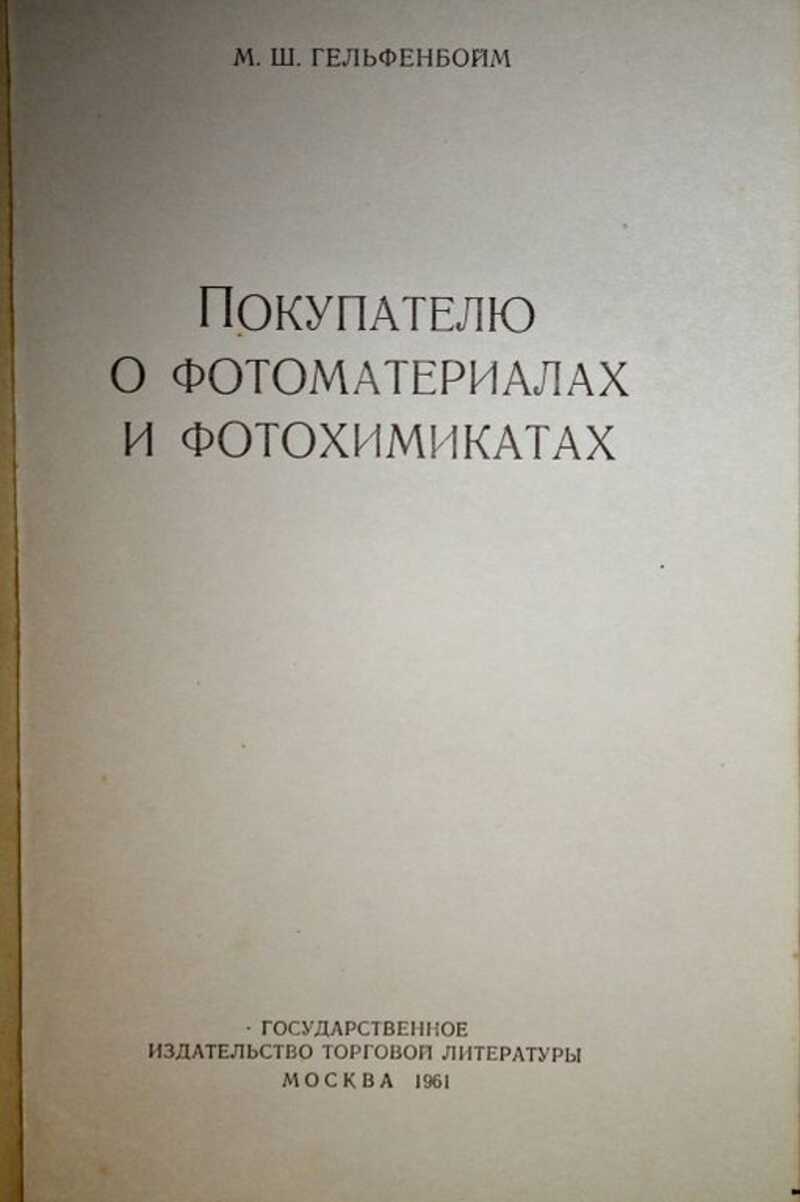 М. Ш. ГЕЛЬФЕНБОЙМ
ПОКУПАТЕЛЮ
О ФОТОМАТЕРИАЛАХ
И ФОТОХИМИКАТАХ
ГОСУДАРСТВЕННОЕ
ИЗДАТЕЛЬСТВО ТОРГОВОЙ ЛИТЕРАТУРЫ
МОСКВА 1961